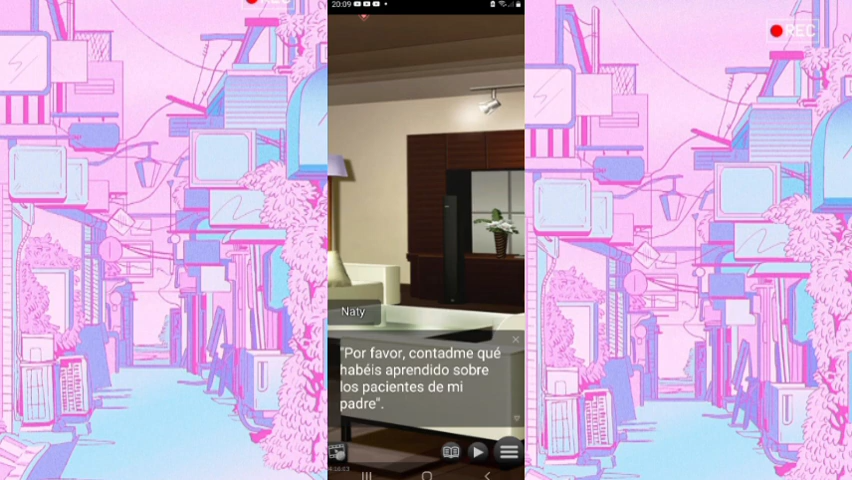 20:09
REC
Naty
"Por favor, contadme qué
habéis aprendido sobre
los pacientes de mi
padre".